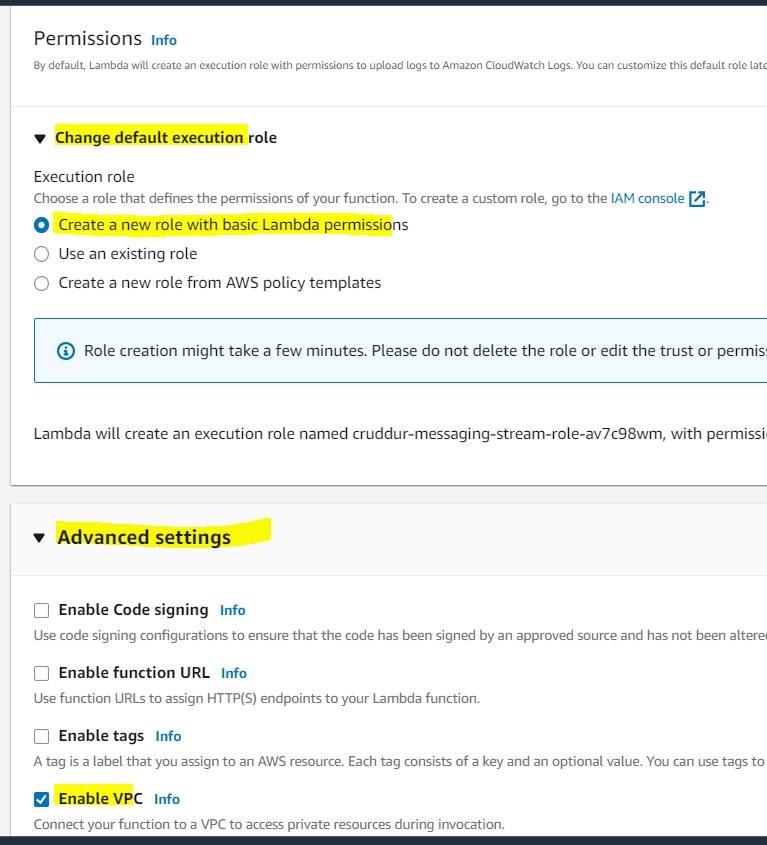 Permissions Info
By default, Lambda will create an execution role with permissions to upload logs to Amazon CloudWatch Logs. You can customize this default role late
Change default execution role
Execution role
Choose a role that defines the permissions of your function. To create a custom role, go to the IAM console.
Create a new role with basic Lambda permissions
Use an existing role
Create a new role from AWS policy templates
Role creation might take a few minutes. Please do not delete the role or edit the trust or permis
Lambda will create an execution role named cruddur-messaging-stream-role-av7c98wm, with permissi
Advanced settings
Enable Code signing Info
Use code signing configurations to ensure that the code has been signed by an approved source and has not been altere
Enable function URL Info
Use function URLs to assign HTTP(S) endpoints to your Lambda function.
Enable tags Info
A tag is a label that you assign to an AWS resource. Each tag consists of a key and an optional value. You can use tags to
Enable VPC Info
Connect your function to a VPC to access private resources during invocation.